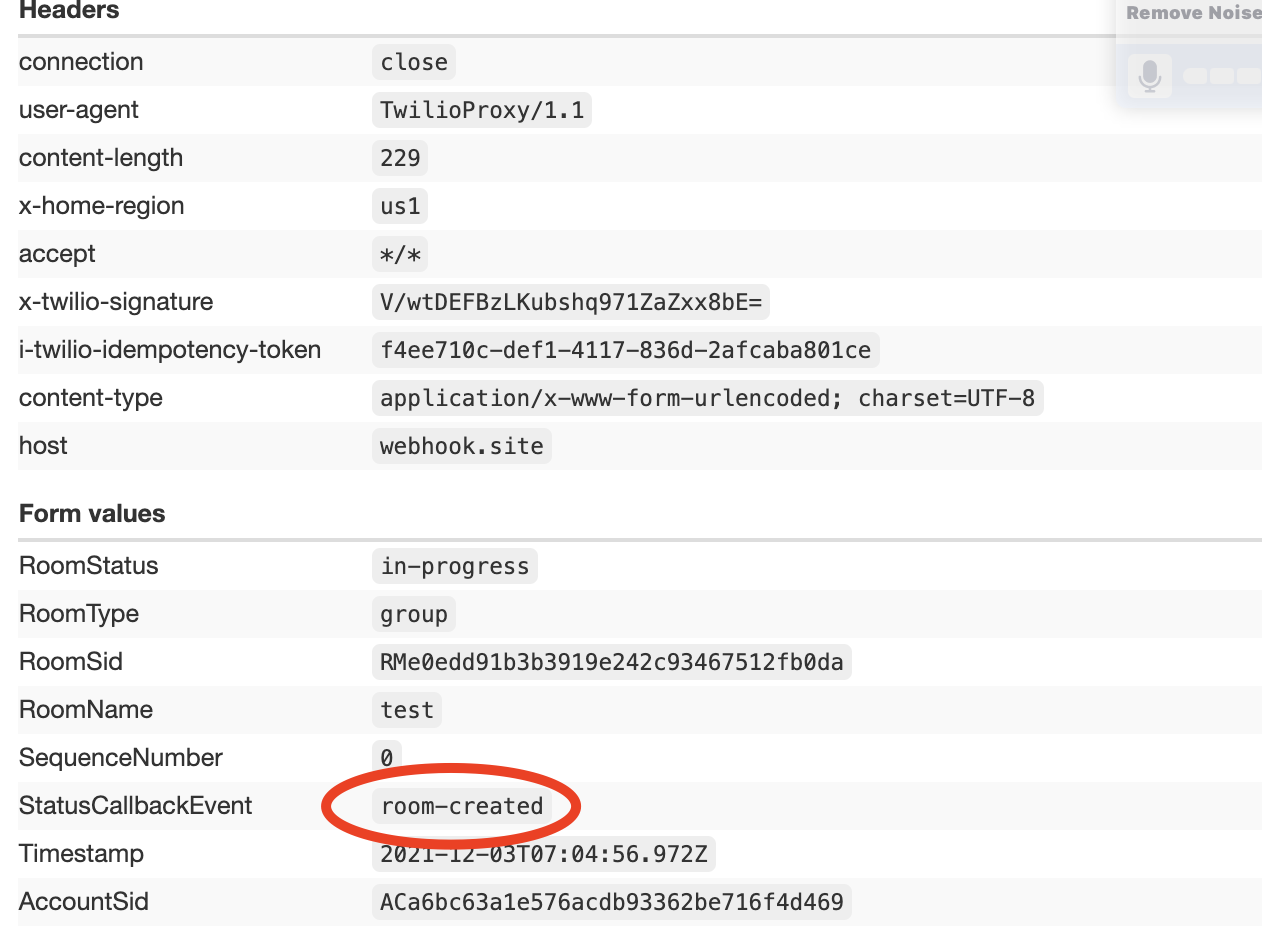 Headers
Remove Noise
connection close
user-agent TwilioProxy/1.1
content-length 229
x-home-region us1
accept */*
x-twilio-signature V/wtDEFBzLKubshq971ZaZxx8bE=
i-twilio-idempotency-token f4ee710c-def1-4117-836d-2afcaba801ce
content-type application/x-www-form-urlencoded; charset=UTF-8
host webhook.site
Form values
RoomStatus in-progress
RoomType group
RoomSid RMe0edd91b3b3919e242c93467512fb0da
RoomName test
SequenceNumber 0
StatusCallbackEvent room-created
Timestamp 2021-12-03T07:04:56.972Z
AccountSid ACa6bc63a1e576acdb93362be716f4d469